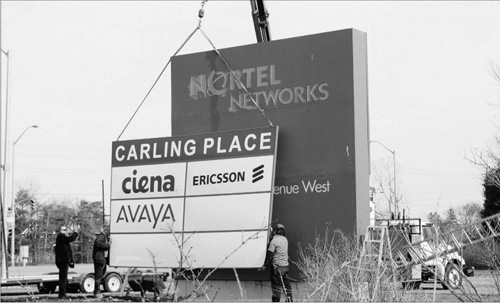 NORTEL
NETWORKS
CARLING PLACE
ciena
ERICSSON
AVAYA
enue West